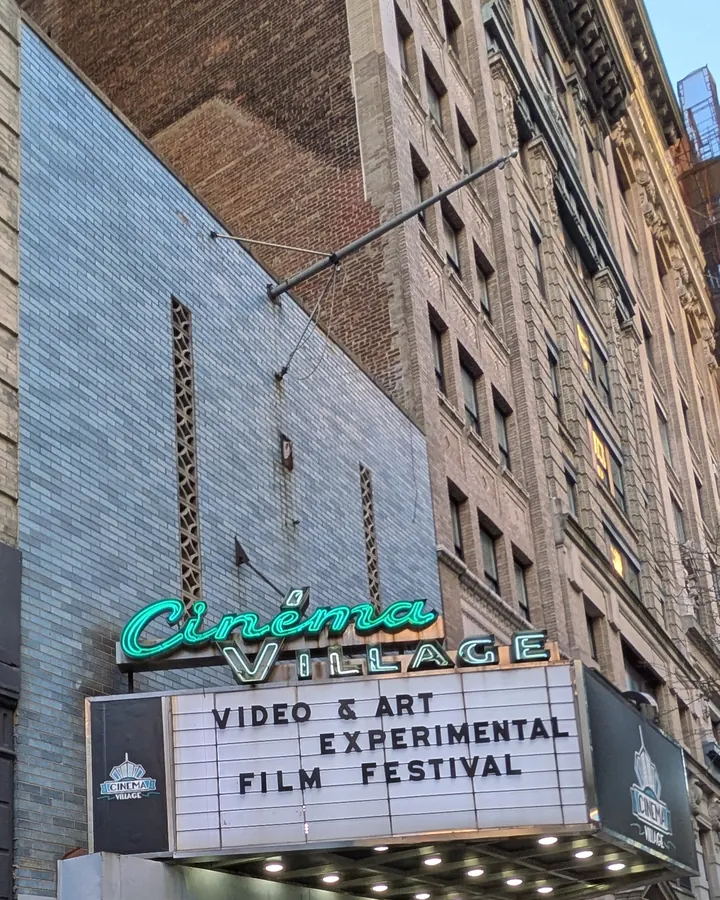 Cinéma
VILLAGE
VIDEO & ART
EXPERIMENTAL
FILM FESTIVAL
CINEMA
VILLAGE
CINEMA
VILLAGE